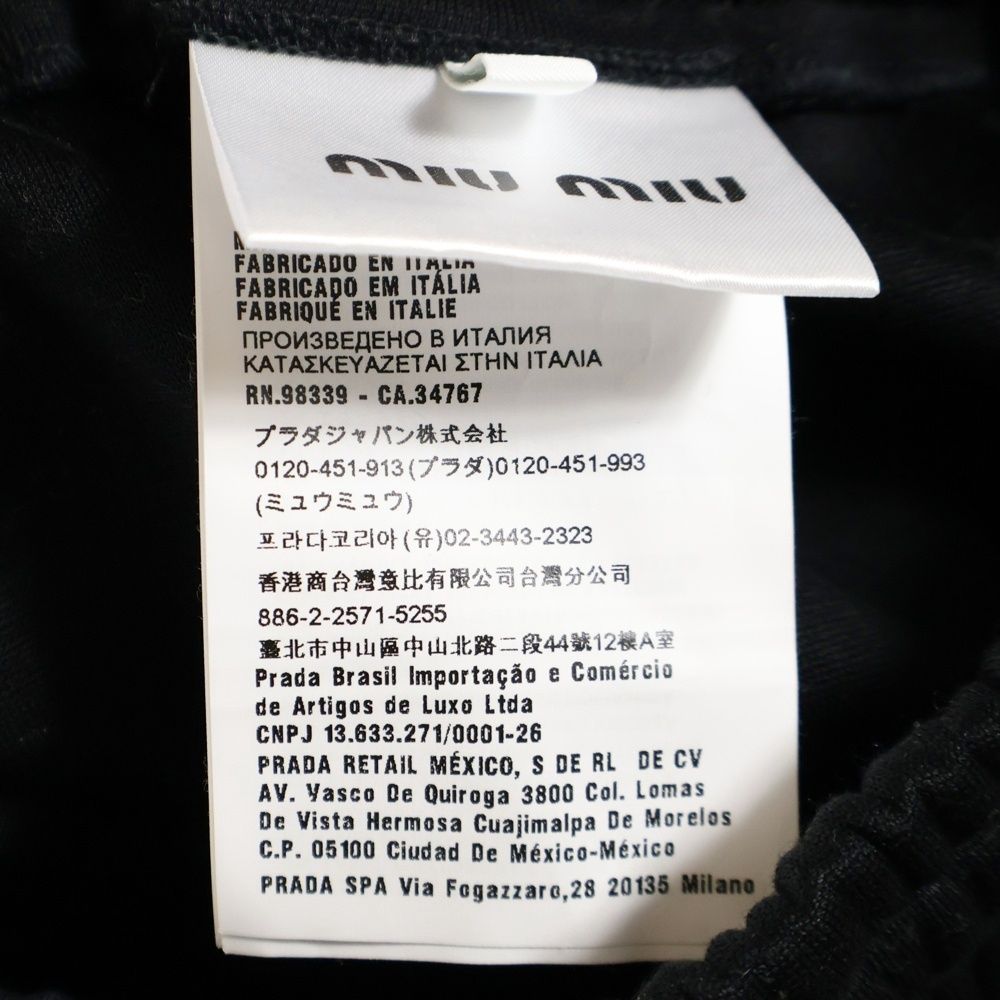 miu miu
FABRICADO EN ITALIA
FABRICADO EM ITÁLIA
FABRIQUÉ EN ITALIE
ПРОИЗВЕДЕНО В ИТАЛИЯ
ΚΑΤΑΣΚΕΥΑΖΕΤΑΙ ΣΤΗΝ ΙΤΑΛΙΑ
RN.98339 - CA.34767
プラダジャパン株式会社
0120-451-913(プラダ)0120-451-993
(ミュウミュウ)
프라다코리아(유)02-3443-2323
香港商台灣意比有限公司台灣分公司
886-2-2571-5255
臺北市中山區中山北路二段44號12樓A室
Prada Brasil Importação e Comércio
de Artigos de Luxo Ltda
CNPJ 13.633.271/0001-26
PRADA RETAIL MÉXICO, S DE RL DE CV
AV. Vasco De Quiroga 3800 Col. Lomas
De Vista Hermosa Cuajimalpa De Morelos
C.P. 05100 Ciudad De México-México
PRADA SPA Via Fogazzaro,28 20135 Milano